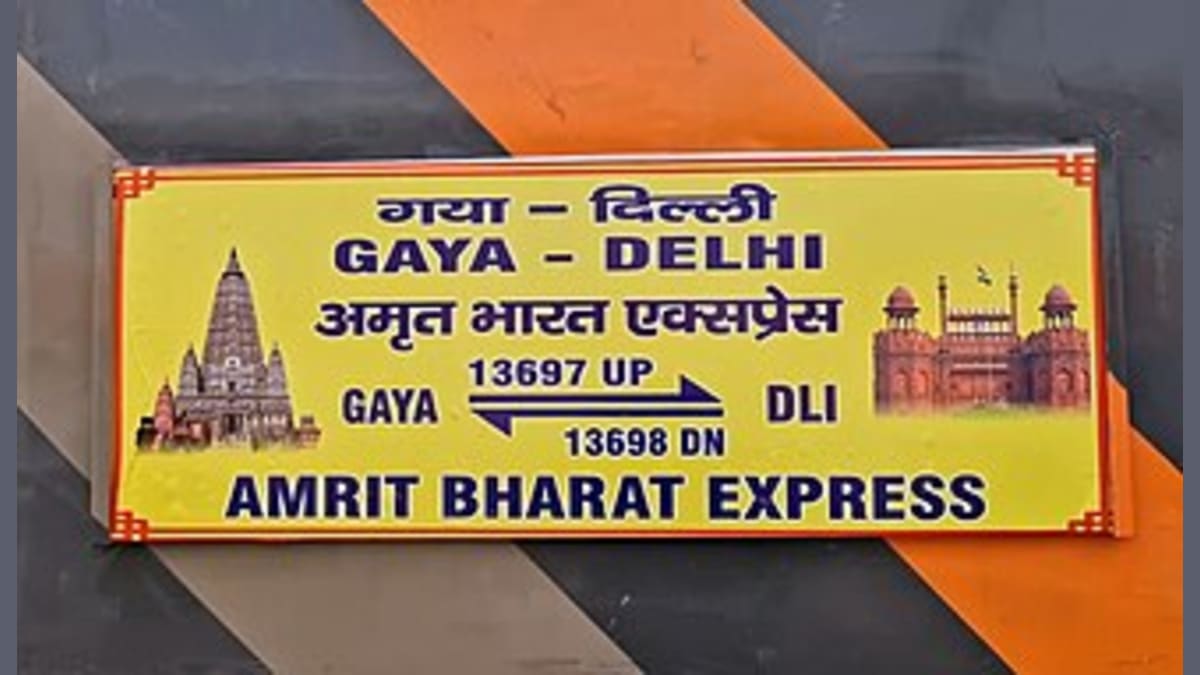 गया - दिल्ली
GAYA - DELHI
अमृत भारत एक्सप्रेस
13697 UP
GAYA DLI
13698 DN
AMRIT BHARAT EXPRESS